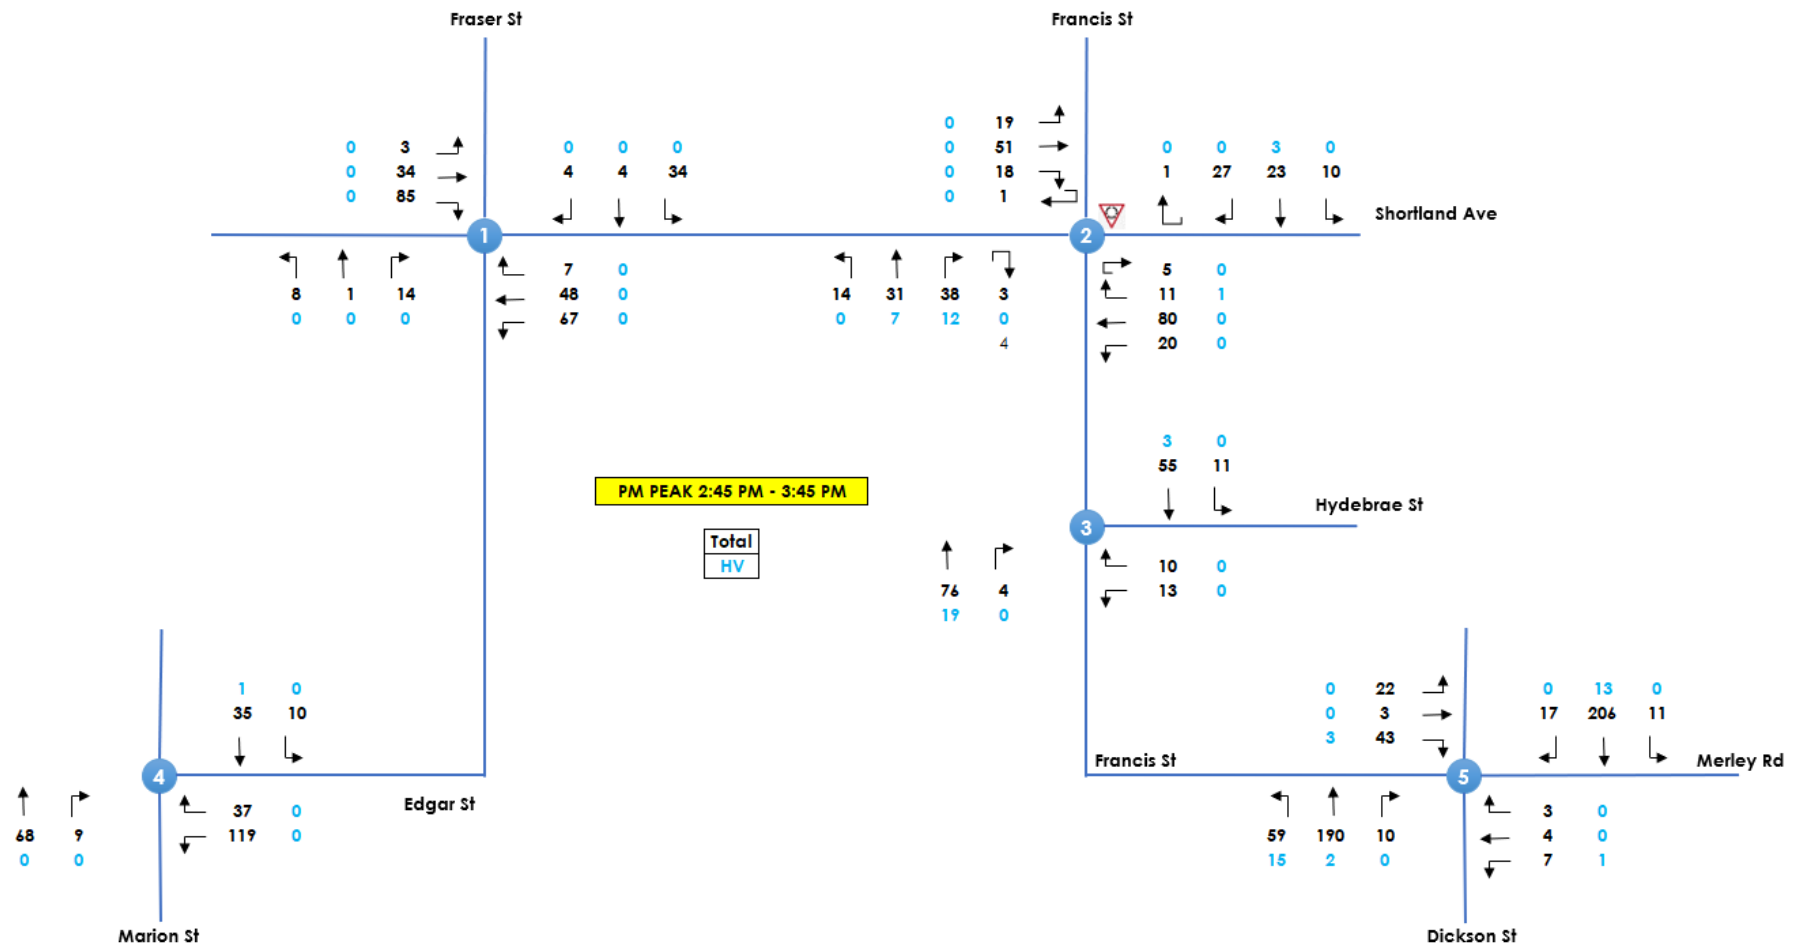 Fraser St
Francis St
0 19
0 3
0 34
0 85
0 0 0
4 4 34
0 51
0 18
0 1
0 0 3 0
1 27 23 10
Shortland Ave
1
2
8 1 14
0 0 0
7 0
48 0
67 0
14 31 38 3
0 7 12 0
4
5 0
11 1
80 0
20 0
3 0
55 11
PM PEAK 2:45 PM - 3:45 PM
Hydebrae St
3
Total
HV
76 4
19 0
10 0
13 0
1 0
35 10
0 22
0 3
3 43
0 13 0
17 206 11
4
Edgar St
Francis St
5
Merley Rd
68 9
0 0
37 0
119 0
59 190 10
15 2 0
3 0
4 0
7 1
Marion St
Dickson St